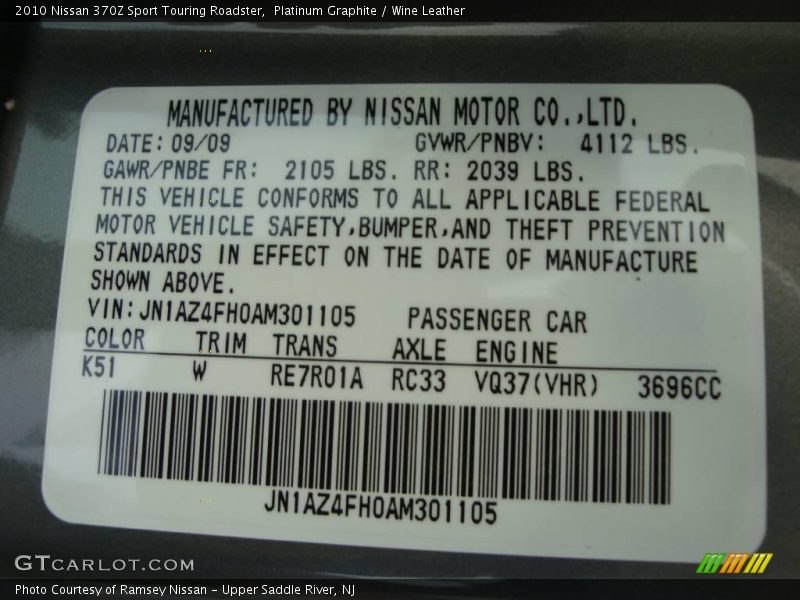 2010 Nissan 370Z Sport Touring Roadster,  Platinum Graphite / Wine Leather
MANUFACTURED BY NISSAN MOTOR CO.,LTD.
DATE: 09/09 GVWR/PNBV: 4112 LBS.
GAWR/PNBE FR: 2105 LBS. RR: 2039 LBS.
THIS VEHICLE CONFORMS TO ALL APPLICABLE FEDERAL
MOTOR VEHICLE SAFETY,BUMPER,AND THEFT PREVENTION
STANDARDS IN EFFECT ON THE DATE OF MANUFACTURE
SHOWN ABOVE.
VIN: JN1AZ4FH0AM301105 PASSENGER CAR
COLOR TRIM TRANS AXLE ENGINE
K51 W RE7R01A RC33 VQ37(VHR) 3696CC
JN1AZ4FH0AM301105
GTCARLOT.COM
Photo Courtesy of Ramsey Nissan - Upper Saddle River, NJ